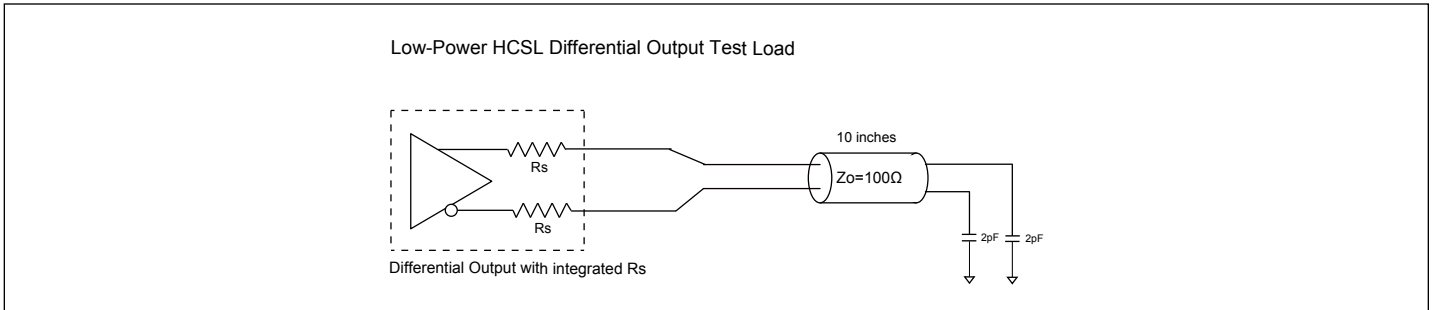 Low-Power HCSL Differential Output Test Load
10 inches
Rs
Zo=100Ω
Rs
2pF
2pF
Differential Output with integrated Rs